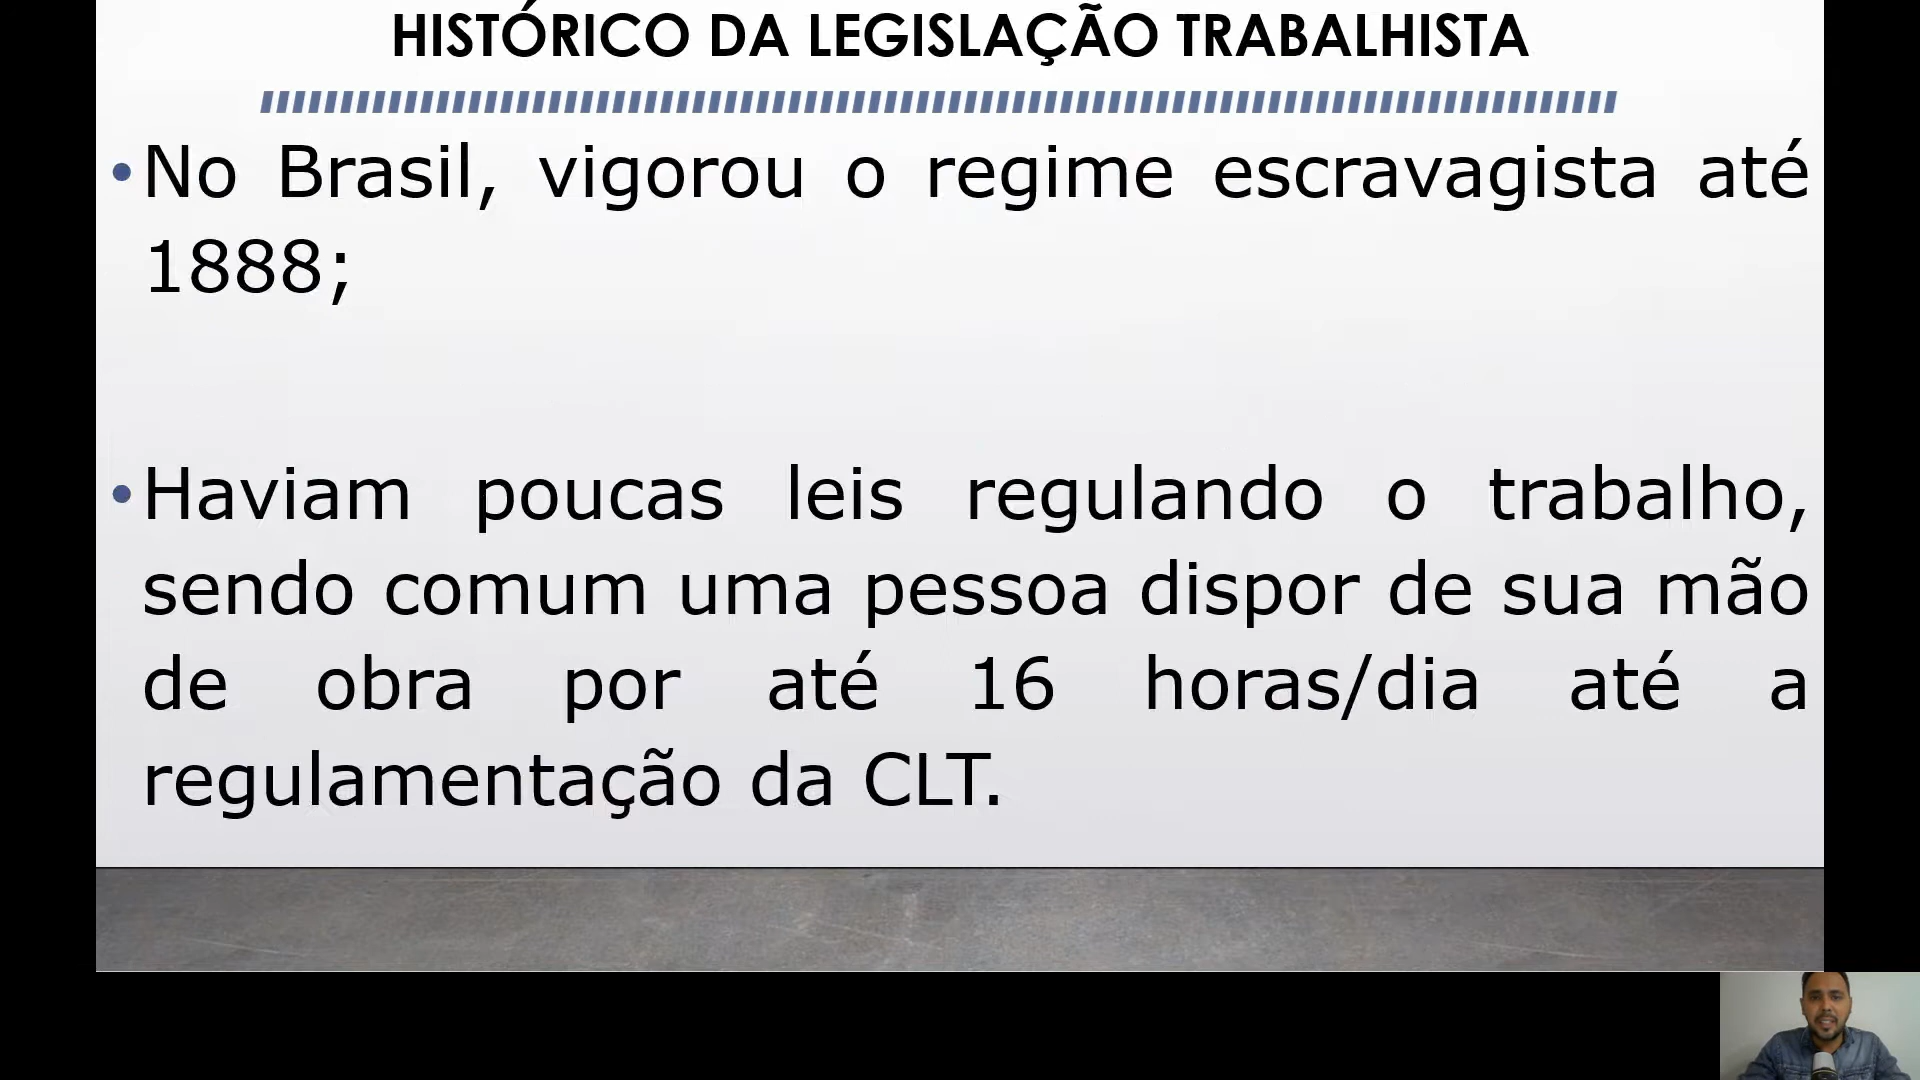 HISTÓRICO DA LEGISLAÇÃO TRABALHISTA
•No Brasil, vigorou o regime escravagista até
1888;
•Haviam poucas leis regulando o trabalho,
sendo comum uma pessoa dispor de sua mão
de obra por até 16 horas/dia até a
regulamentação da CLT.